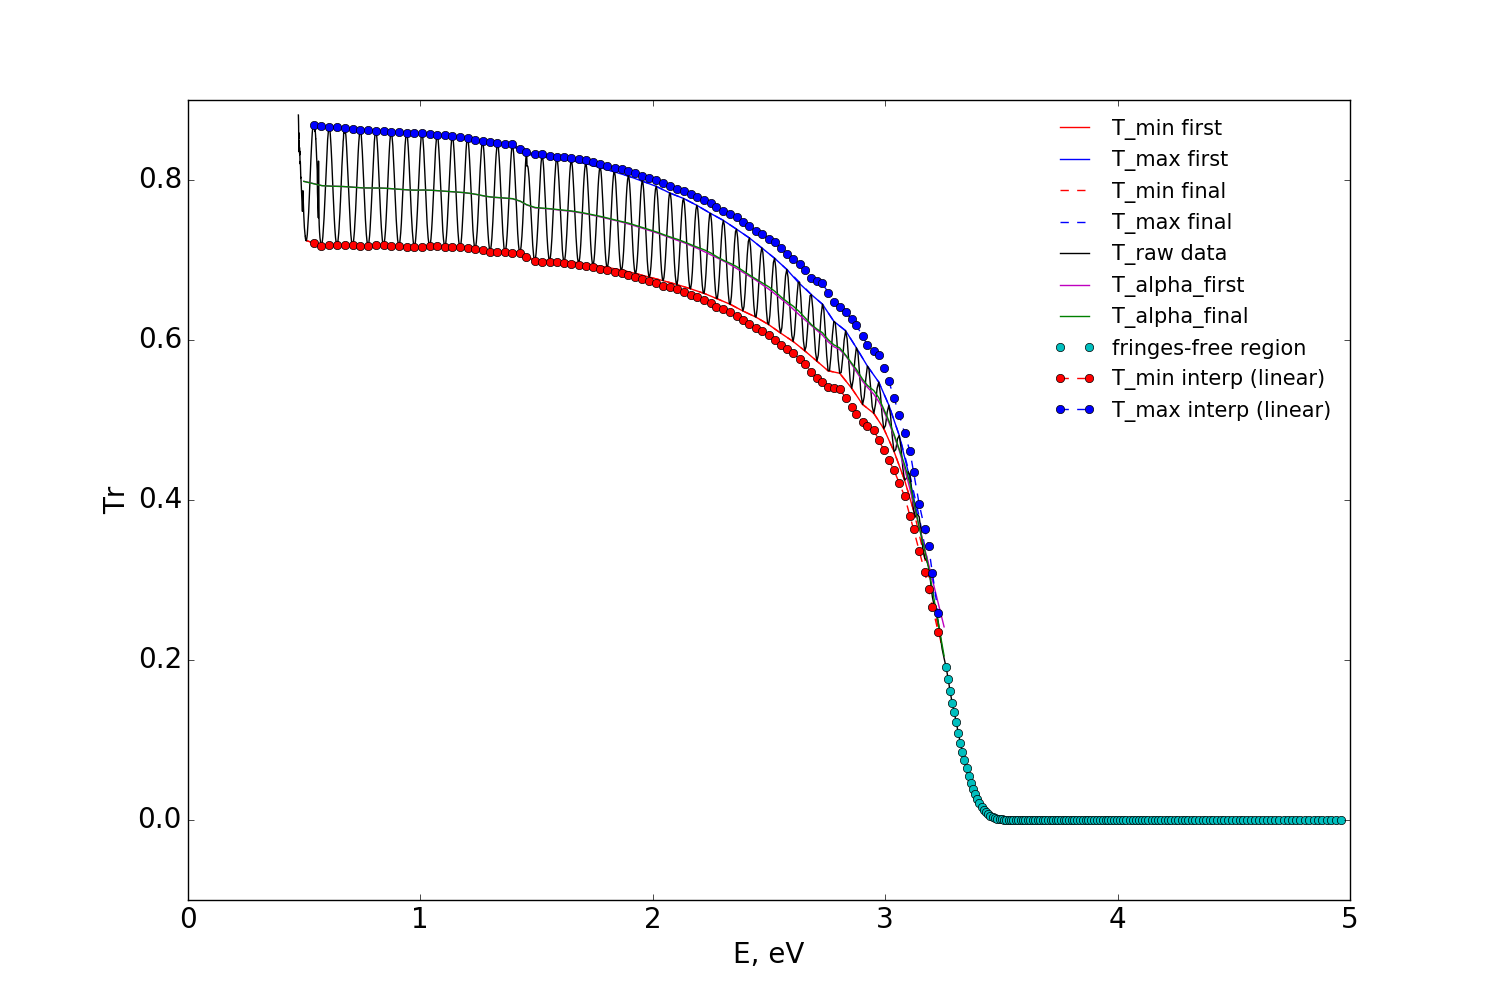 0.8
0.6
0.4
0.2
0.0
Tr
0
1
2
3
4
5
E, eV
T_min first
T_max first
T_min final
T_max final
T_raw data
T_alpha_first
T_alpha_final
fringes-free region
T_min interp (linear)
T_max interp (linear)